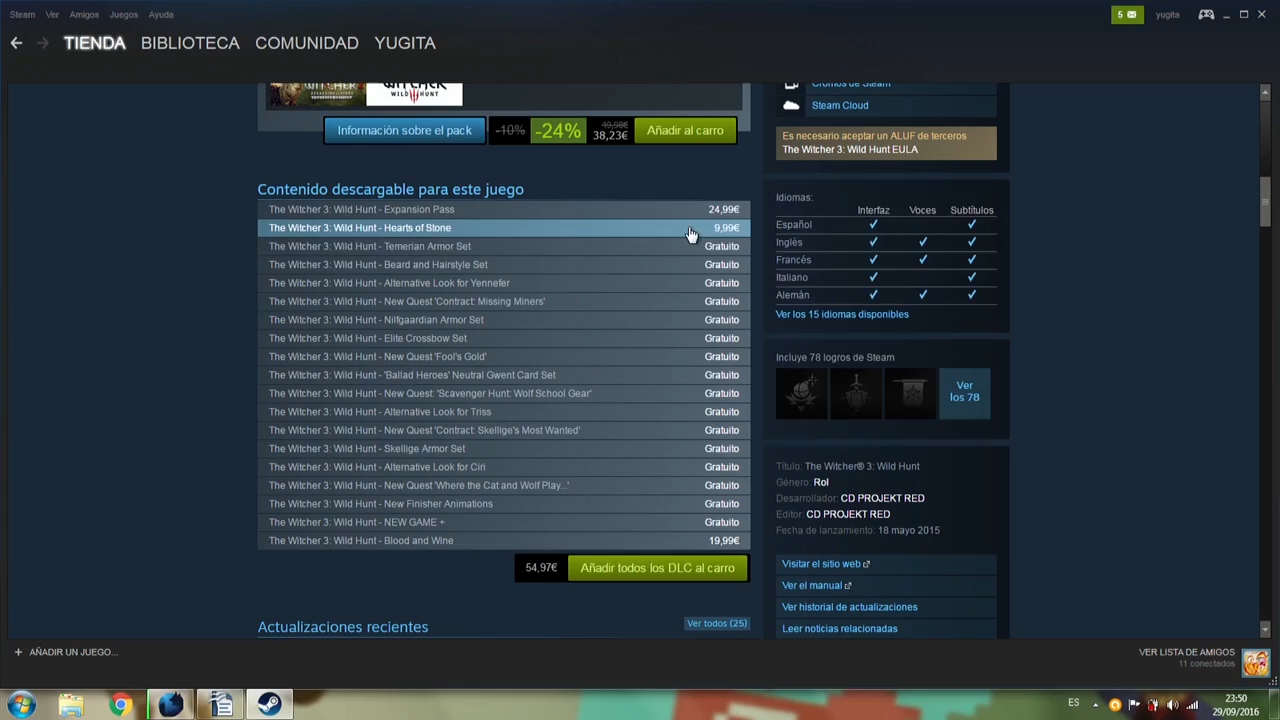 Steam Ver Amigos Juegos Ayuda
5 yugita
TIENDA BIBLIOTECA COMUNIDAD YUGITA
WITCHER WITCHER
WILD HUNT
Cromos de Steam
Steam Cloud
Información sobre el pack -10% -24% 49,98€ 38,23€ Añadir al carro
Es necesario aceptar un ALUF de terceros
The Witcher 3: Wild Hunt EULA
Contenido descargable para este juego
The Witcher 3: Wild Hunt - Expansion Pass 24,99€
The Witcher 3: Wild Hunt - Hearts of Stone 9,99€
The Witcher 3: Wild Hunt - Temerian Armor Set Gratuito
The Witcher 3: Wild Hunt - Beard and Hairstyle Set Gratuito
The Witcher 3: Wild Hunt - Alternative Look for Yennefer Gratuito
The Witcher 3: Wild Hunt - New Quest 'Contract: Missing Miners' Gratuito
The Witcher 3: Wild Hunt - Nilfgaardian Armor Set Gratuito
The Witcher 3: Wild Hunt - Elite Crossbow Set Gratuito
The Witcher 3: Wild Hunt - New Quest 'Fool's Gold' Gratuito
The Witcher 3: Wild Hunt - 'Ballad Heroes' Neutral Gwent Card Set Gratuito
The Witcher 3: Wild Hunt - New Quest: 'Scavenger Hunt: Wolf School Gear' Gratuito
The Witcher 3: Wild Hunt - Alternative Look for Triss Gratuito
The Witcher 3: Wild Hunt - New Quest 'Contract: Skellige's Most Wanted' Gratuito
The Witcher 3: Wild Hunt - Skellige Armor Set Gratuito
The Witcher 3: Wild Hunt - Alternative Look for Ciri Gratuito
The Witcher 3: Wild Hunt - New Quest 'Where the Cat and Wolf Play...' Gratuito
The Witcher 3: Wild Hunt - New Finisher Animations Gratuito
The Witcher 3: Wild Hunt - NEW GAME + Gratuito
The Witcher 3: Wild Hunt - Blood and Wine 19,99€
54,97€ Añadir todos los DLC al carro
Actualizaciones recientes Ver todos (25)
Idiomas:
Interfaz Voces Subtítulos
Español ✓ ✓
Inglés ✓ ✓ ✓
Francés ✓ ✓ ✓
Italiano ✓ ✓
Alemán ✓ ✓ ✓
Ver los 15 idiomas disponibles
Incluye 78 logros de Steam
Ver
los 78
Título: The Witcher® 3: Wild Hunt
Género: Rol
Desarrollador: CD PROJEKT RED
Editor: CD PROJEKT RED
Fecha de lanzamiento: 18 mayo 2015
Visitar el sitio web
Ver el manual
Ver historial de actualizaciones
Leer noticias relacionadas
+ AÑADIR UN JUEGO...
VER LISTA DE AMIGOS
11 conectados
ES
23:50
29/09/2016